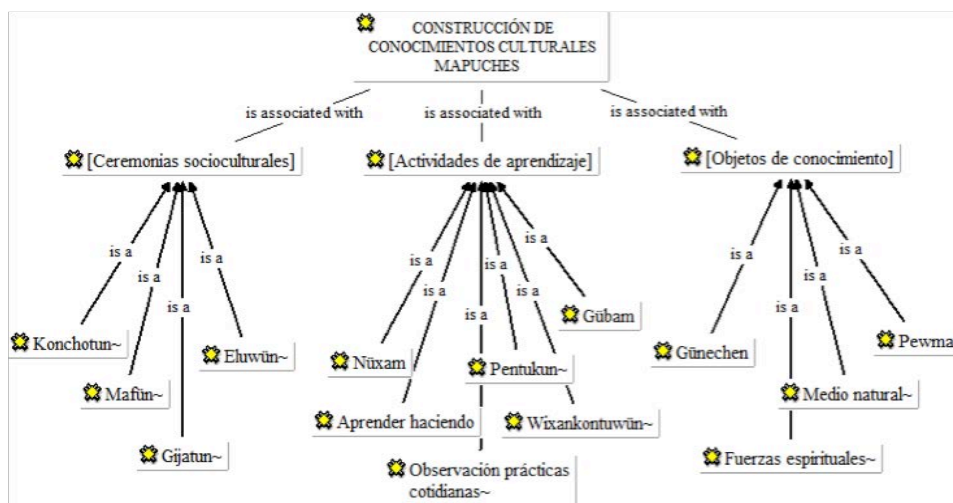 CONSTRUCCIÓN DE
CONOCIMIENTOS CULTURALES
MAPUCHES
is associated with
is associated with
is associated with
[Ceremonias socioculturales]
[Actividades de aprendizaje]
[Objetos de conocimiento]
is a
is a
is a
is a
is a
is a
is a
is a
is a
is a
is a
is a
is a
is a
Konchotun~
Mafün~
Gijatun~
Eluwün~
Nüxam
Aprender haciendo
Observación prácticas
cotidianas~
Pentukun~
Wixankontuwün~
Gübam
Günechen
Fuerzas espirituales~
Medio natural~
Pewma